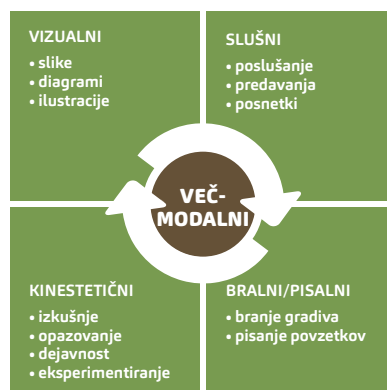 VIZUALNI
• slike
• diagrami
• ilustracije
SLUŠNI
• poslušanje
• predavanja
• posnetki
VEČ-
MODALNI
KINESTETIČNI
• izkušnje
• opazovanje
• dejavnost
• eksperimentiranje
BRALNI/PISALNI
• branje gradiva
• pisanje povzetkov